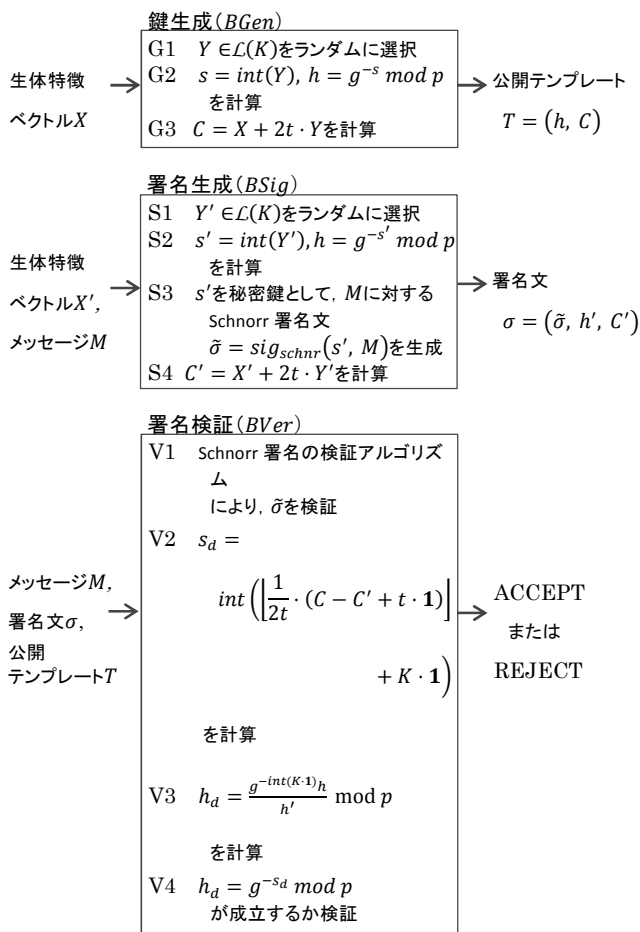 鍵生成(BGen)
G1 Y ∈ℒ(K)をランダムに選択
G2 s = int(Y), h = g^{-s} mod p
を計算
G3 C = X + 2t · Yを計算
生体特徴
ベクトルX
公開テンプレート
T = (h, C)
署名生成(BSig)
S1 Y′ ∈ℒ(K)をランダムに選択
S2 s′ = int(Y′), h = g^{-s′} mod p
を計算
S3 s′を秘密鍵として, Mに対する
Schnorr 署名文
σ̃ = sig_{schnr}(s′, M)を生成
S4 C′ = X′ + 2t · Y′を計算
生体特徴
ベクトルX′,
メッセージM
署名文
σ = (σ̃, h′, C′)
署名検証(BVer)
V1 Schnorr 署名の検証アルゴリズ
ム
により, σ̃を検証
V2 s_d =
int(⌊1/2t · (C − C′ + t · 1)⌋
+ K · 1)
を計算
V3 h_d = g^{-int(K·1)}h/h′ mod p
を計算
V4 h_d = g^{-s_d} mod p
が成立するか検証
メッセージM,
署名文σ,
公開
テンプレートT
ACCEPT
または
REJECT